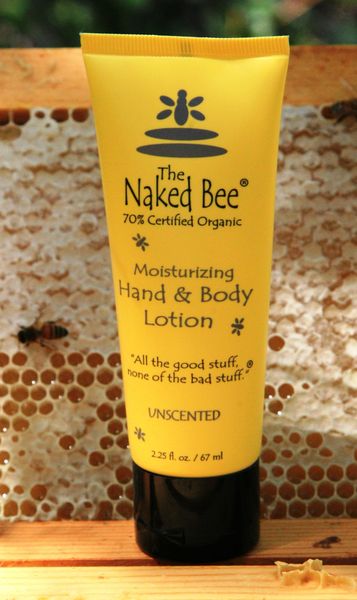 The
Naked Bee®
70% Certified Organic
Moisturizing
Hand & Body
Lotion
"All the good stuff,
none of the bad stuff."®
UNSCENTED
2.25 fl. oz. / 67 ml